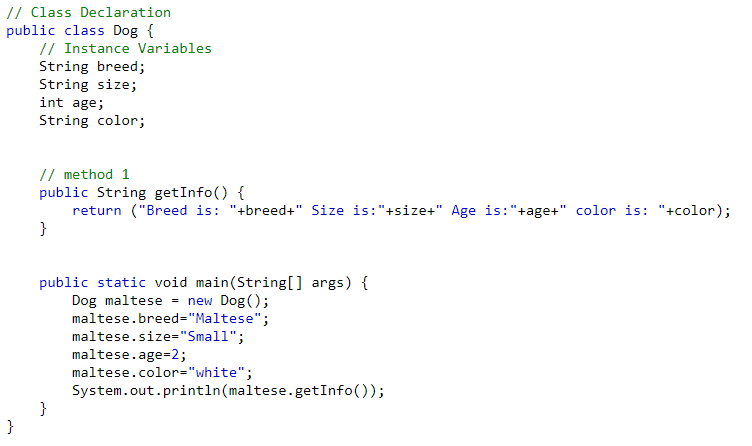 // Class Declaration
public class Dog {
    // Instance Variables
    String breed;
    String size;
    int age;
    String color;


    // method 1
    public String getInfo() {
        return ("Breed is: "+breed+" Size is:"+size+" Age is:"+age+" color is: "+color);
    }


    public static void main(String[] args) {
        Dog maltese = new Dog();
        maltese.breed="Maltese";
        maltese.size="Small";
        maltese.age=2;
        maltese.color="white";
        System.out.println(maltese.getInfo());
    }
}